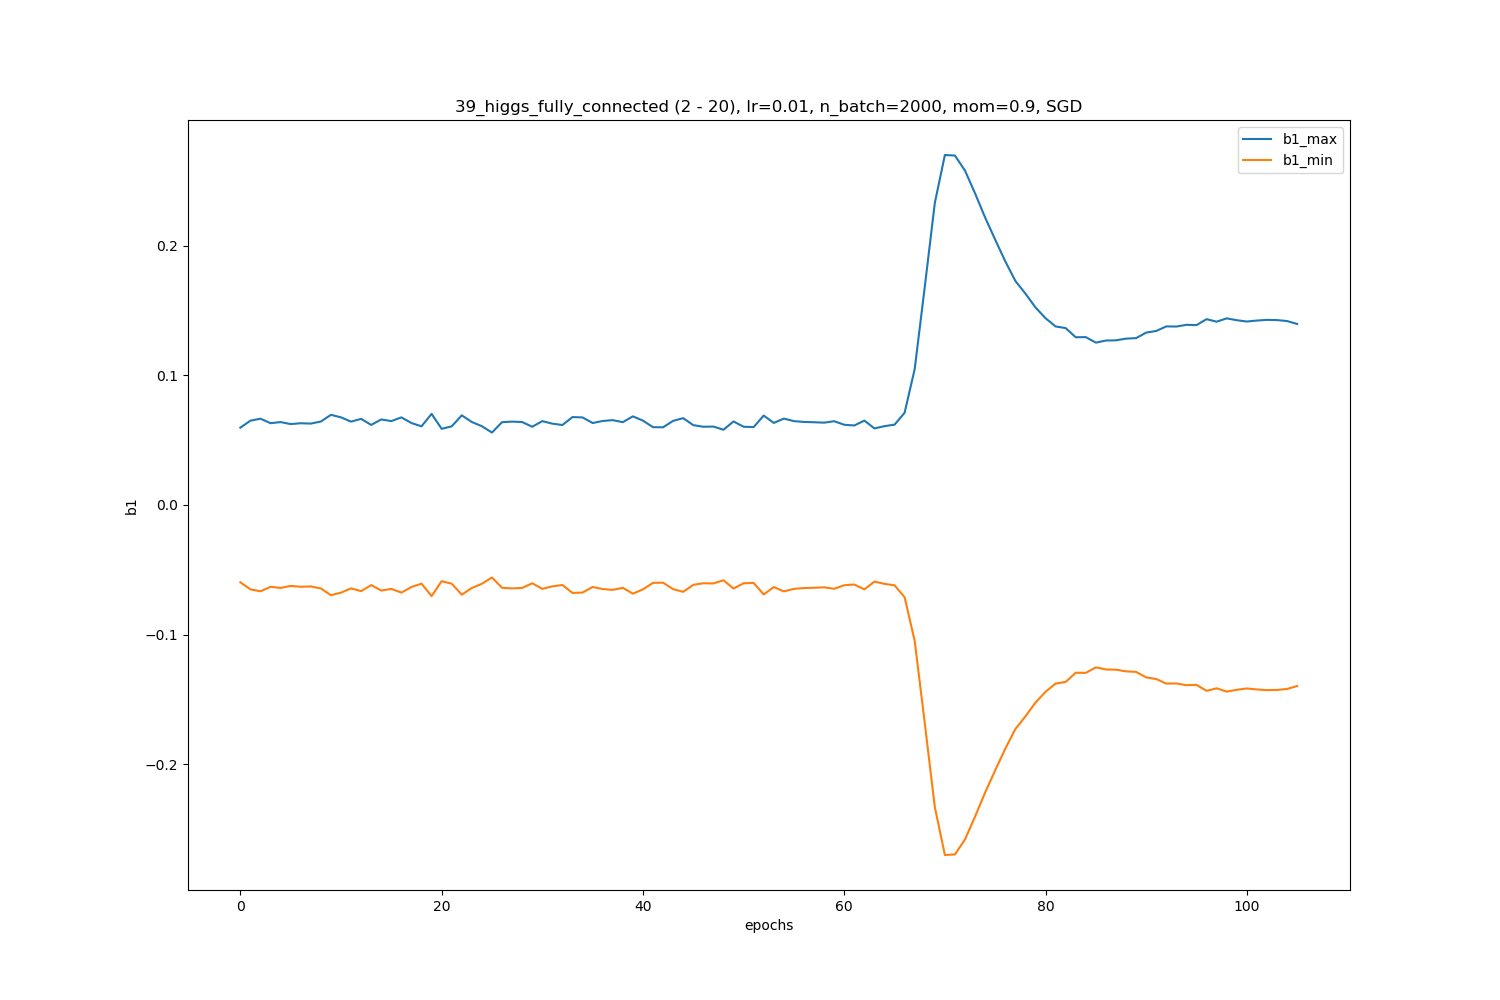 39_higgs_fully_connected (2 - 20), lr=0.01, n_batch=2000, mom=0.9, SGD
b1_max
b1_min
0.2
0.1
0.0
−0.1
−0.2
b1
0 20 40 60 80 100
epochs